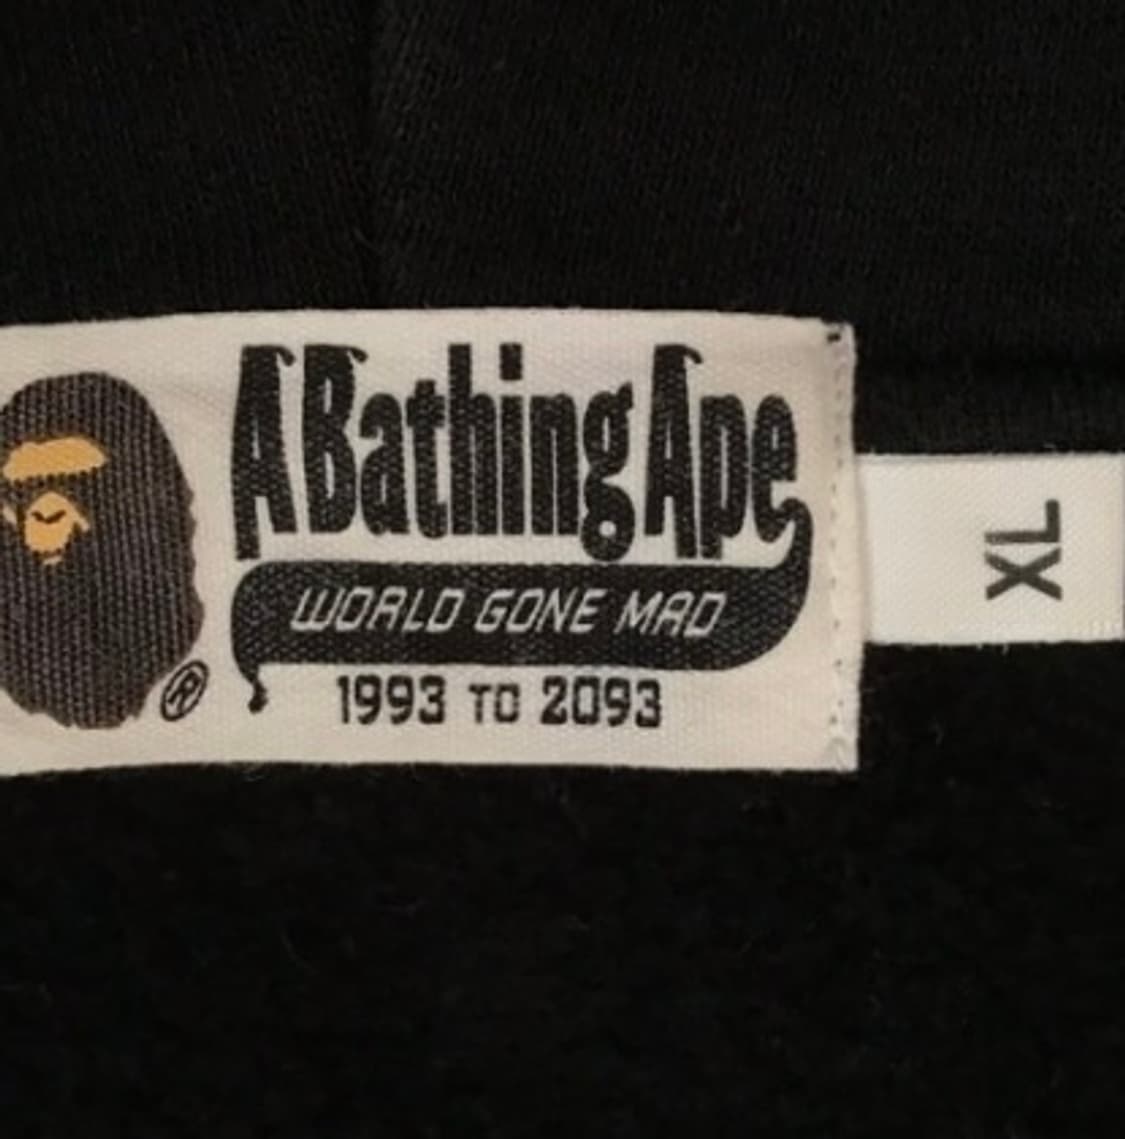 A Bathing Ape
WORLD GONE MAD
1993 TO 2093
®
XL